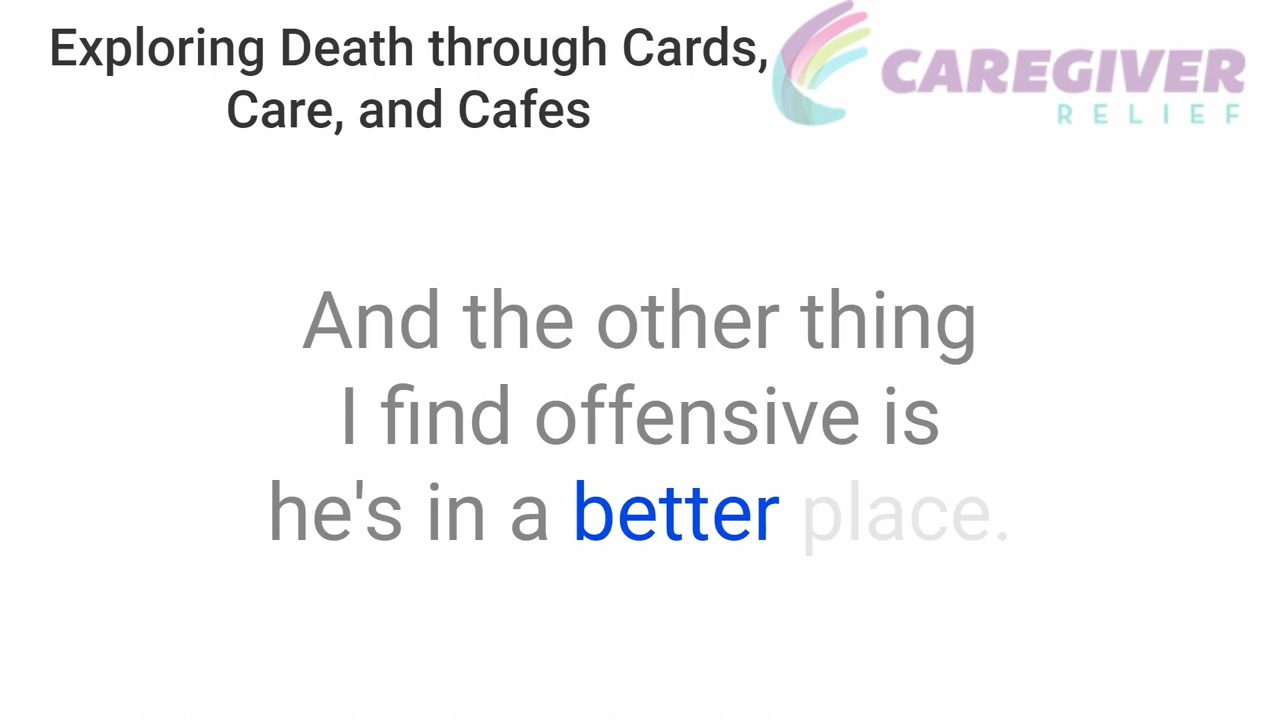 Exploring Death through Cards,
Care, and Cafes
CAREGIVER
RELIEF
And the other thing
I find offensive is
he's in a better place.